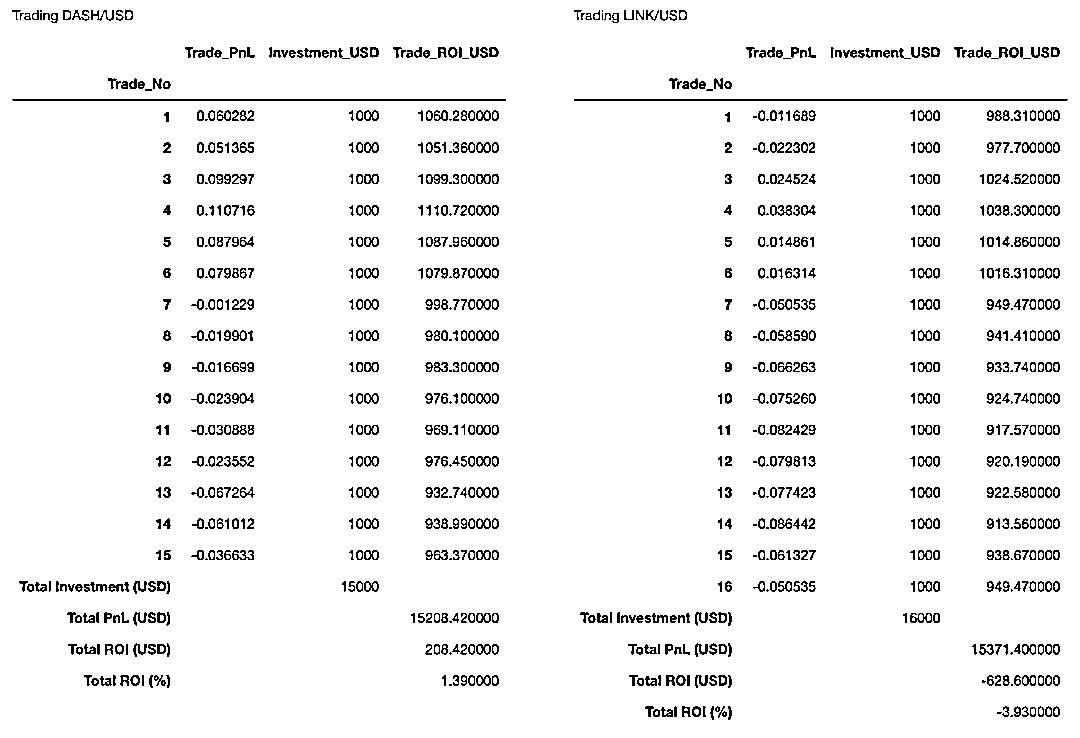 Trading DASH/USD
Trade_PnL Investment_USD Trade_ROI_USD
Trade_No
1 0.060282 1000 1060.280000
2 0.051365 1000 1051.360000
3 0.099297 1000 1099.300000
4 0.110716 1000 1110.720000
5 0.087964 1000 1087.960000
6 0.079867 1000 1079.870000
7 -0.001229 1000 998.770000
8 -0.019901 1000 980.100000
9 -0.016699 1000 983.300000
10 -0.023904 1000 976.100000
11 -0.030888 1000 969.110000
12 -0.023552 1000 976.450000
13 -0.067264 1000 932.740000
14 -0.061012 1000 938.990000
15 -0.036633 1000 963.370000
Total Investment (USD) 15000
Total PnL (USD) 15208.420000
Total ROI (USD) 208.420000
Total ROI (%) 1.390000
Trading LINK/USD
Trade_PnL Investment_USD Trade_ROI_USD
Trade_No
1 -0.011689 1000 988.310000
2 -0.022302 1000 977.700000
3 0.024524 1000 1024.520000
4 0.038304 1000 1038.300000
5 0.014861 1000 1014.860000
6 0.016314 1000 1016.310000
7 -0.050535 1000 949.470000
8 -0.058590 1000 941.410000
9 -0.066263 1000 933.740000
10 -0.075260 1000 924.740000
11 -0.082429 1000 917.570000
12 -0.079813 1000 920.190000
13 -0.077423 1000 922.580000
14 -0.086442 1000 913.560000
15 -0.061327 1000 938.670000
16 -0.050535 1000 949.470000
Total Investment (USD) 16000
Total PnL (USD) 15371.400000
Total ROI (USD) -628.600000
Total ROI (%) -3.930000